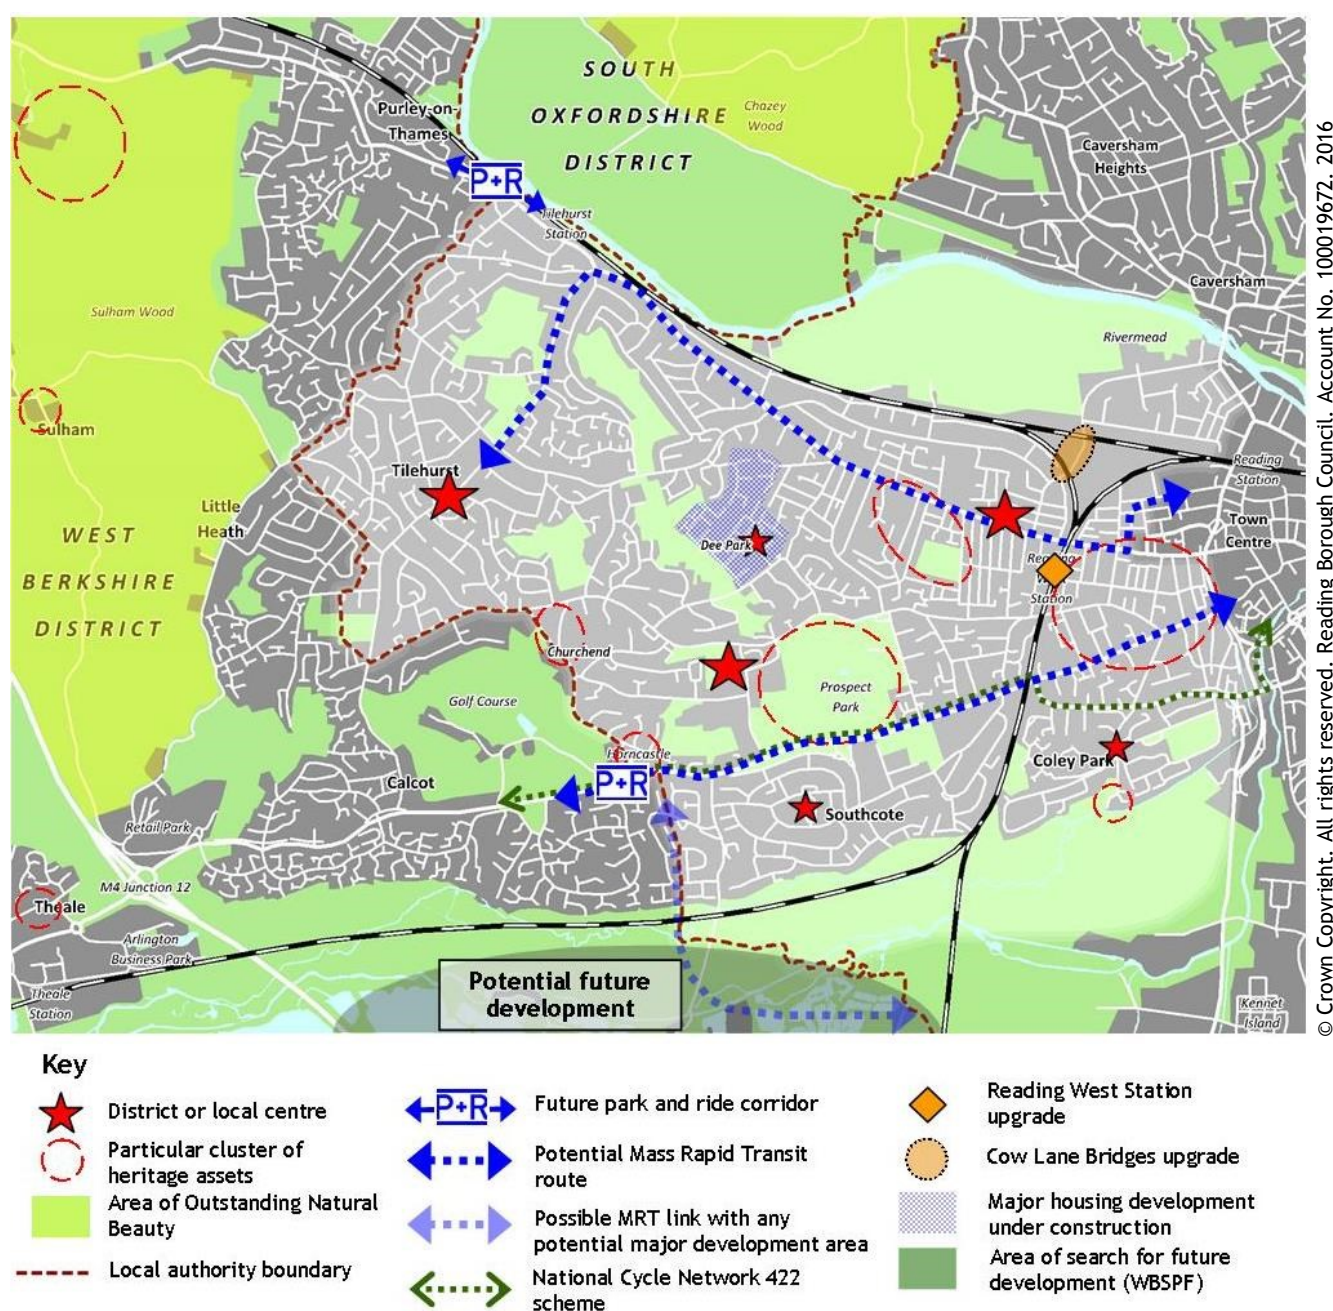 SOUTH
OXFORDSHIRE
DISTRICT
Chazey
Wood
Purley-on-
Thames
Caversham
Heights
P+R
Tilehurst
Station
Caversham
Sulham Wood
Rivermead
Sulham
Tilehurst
Reading
Station
Little
Heath
Town
Centre
WEST
BERKSHIRE
DISTRICT
Dee Park
Station
Churchend
Prospect
Park
Golf Course
Horncastle
Coley Park
P+R
Calcot
Southcote
Retail Park
M4 Junction 12
Theale
Arlington
Business Park
Theale
Station
Potential future
development
Kennet
Island
© Crown Copyright. All rights reserved. Reading Borough Council. Account No. 100019672. 2016
Key
District or local centre
Particular cluster of
heritage assets
Area of Outstanding Natural
Beauty
Local authority boundary
P+R
Future park and ride corridor
Potential Mass Rapid Transit
route
Possible MRT link with any
potential major development area
National Cycle Network 422
scheme
Reading West Station
upgrade
Cow Lane Bridges upgrade
Major housing development
under construction
Area of search for future
development (WBSPF)